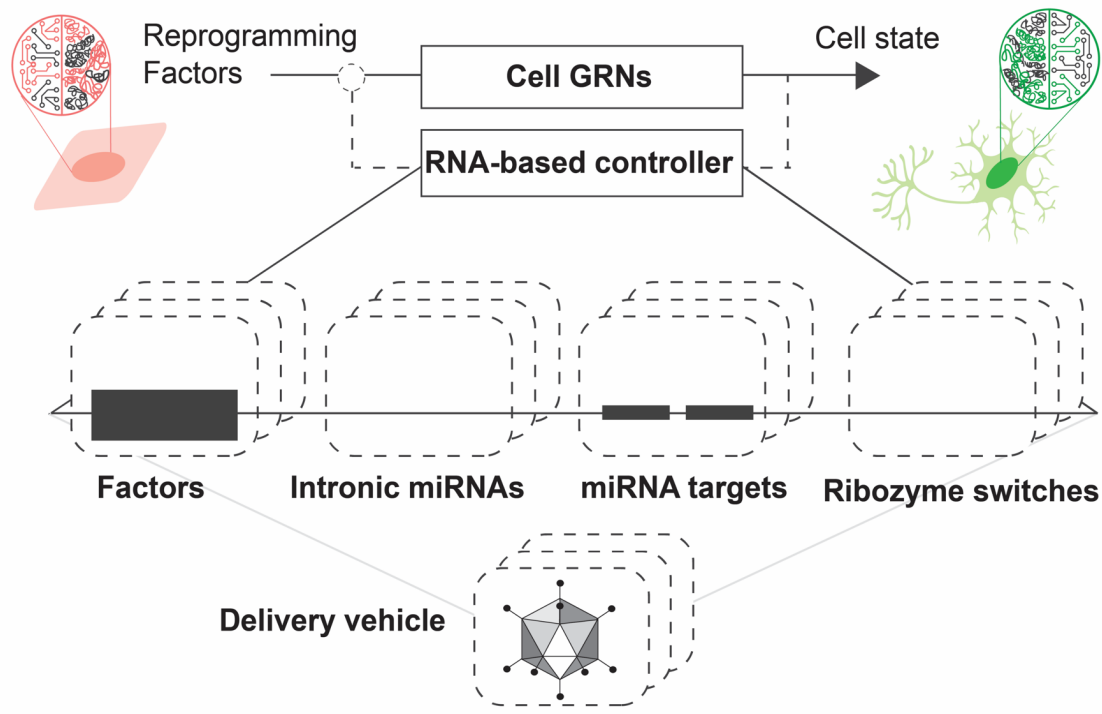 Reprogramming
Factors
Cell GRNs
Cell state
RNA-based controller
Factors
Intronic miRNAs
miRNA targets
Ribozyme switches
Delivery vehicle